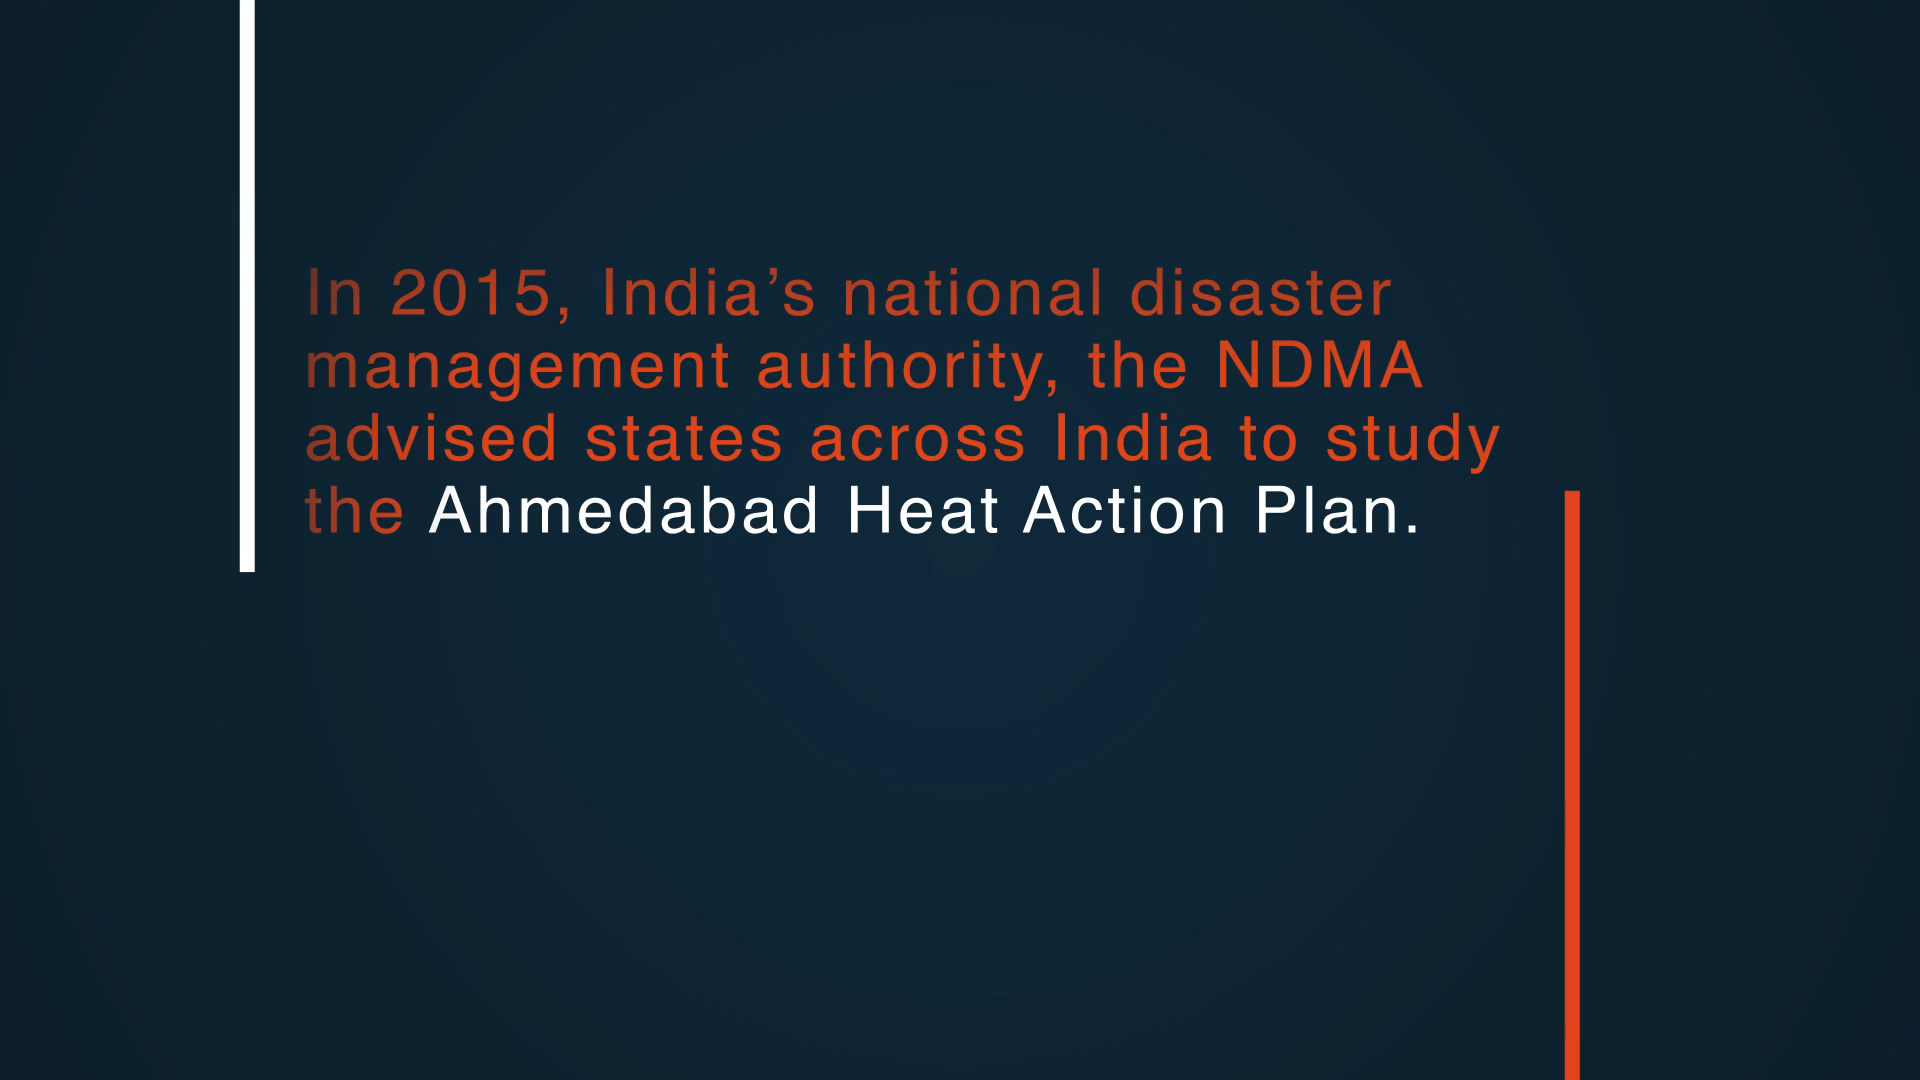 In 2015, India’s national disaster
management authority, the NDMA
advised states across India to study
the Ahmedabad Heat Action Plan.